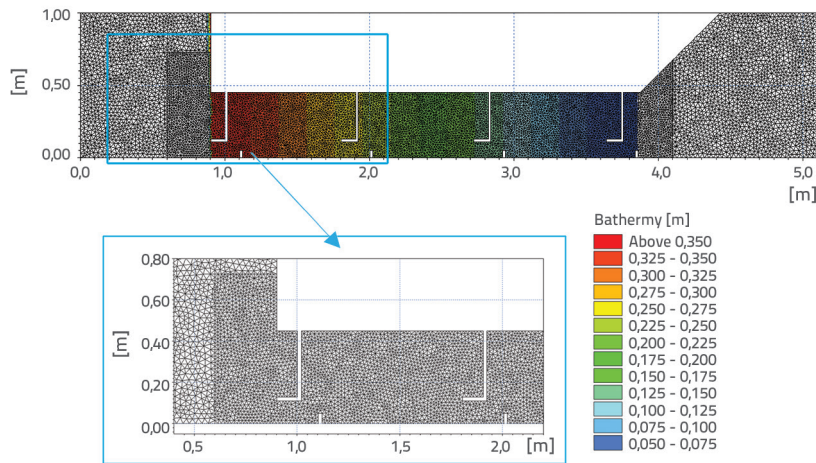 1,00
[m]
0,50
0,00
0,0
1,0
2,0
3,0
4,0
5,0
[m]
Bathermy [m]
Above 0,350
0,325 - 0,350
0,300 - 0,325
0,275 - 0,300
0,250 - 0,275
0,225 - 0,250
0,200 - 0,225
0,175 - 0,200
0,150 - 0,175
0,125 - 0,150
0,100 - 0,125
0,075 - 0,100
0,050 - 0,075
0,80
0,60
[m]
0,40
0,20
0,00
0,5
1,0
1,5
2,0
[m]